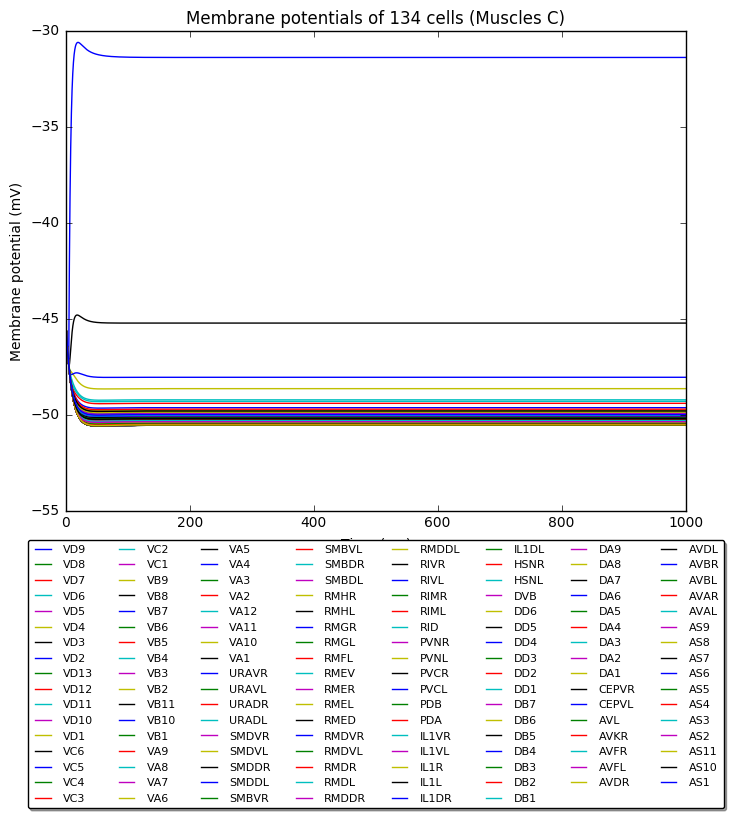 Membrane potentials of 134 cells (Muscles C)
Membrane potential (mV)
−30
−35
−40
−45
−50
−55
0 200 400 600 800 1000
VD9 VC2 VA5 SMBVL RMDDL IL1DL DA9 AVDL
VD8 VC1 VA4 SMBDR RIVR HSNR DA8 AVBR
VD7 VB9 VA3 SMBDL RIVL HSNL DA7 AVBL
VD6 VB8 VA2 RMHR RIMR DVB DA6 AVAR
VD5 VB7 VA12 RMHL RIML DD6 DA5 AVAL
VD4 VB6 VA11 RMGR RID DD5 DA4 AS9
VD3 VB5 VA10 RMGL PVNR DD4 DA3 AS8
VD2 VB4 VA1 RMFL PVNL DD3 DA2 AS7
VD13 VB3 URAVR RMEV PVCR DD2 DA1 AS6
VD12 VB2 URAVL RMER PVCL DD1 CEPVR AS5
VD11 VB11 URADR RMEL PDB DB7 CEPVL AS4
VD10 VB10 URADL RMED PDA DB6 AVL AS3
VD1 VB1 SMDVR RMDVR IL1VR DB5 AVKR AS2
VC6 VA9 SMDVL RMDVL IL1VL DB4 AVFR AS11
VC5 VA8 SMDDR RMDR IL1R DB3 AVFL AS10
VC4 VA7 SMDDL RMDL IL1L DB2 AVDR AS1
VC3 VA6 SMBVR RMDDR IL1DR DB1